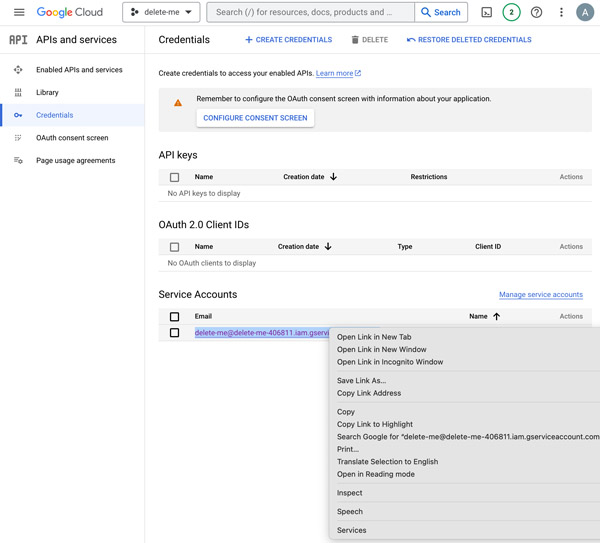 Google Cloud
delete-me
Search (/) for resources, docs, products and …
Search
2
A
API
APIs and services
Credentials
+ CREATE CREDENTIALS
DELETE
RESTORE DELETED CREDENTIALS
Enabled APIs and services
Library
Credentials
OAuth consent screen
Page usage agreements
Create credentials to access your enabled APIs. Learn more
Remember to configure the OAuth consent screen with information about your application.
CONFIGURE CONSENT SCREEN
API keys
Name Creation date Restrictions Actions
No API keys to display
OAuth 2.0 Client IDs
Name Creation date Type Client ID Actions
No OAuth clients to display
Service Accounts
Manage service accounts
Email Name Actions
delete-me@delete-me-406811.iam.gservi
Open Link in New Tab
Open Link in New Window
Open Link in Incognito Window
Save Link As...
Copy Link Address
Copy
Copy Link to Highlight
Search Google for “delete-me@delete-me-406811.iam.gserviceaccount.com
Print...
Translate Selection to English
Open in Reading mode
Inspect
Speech
Services